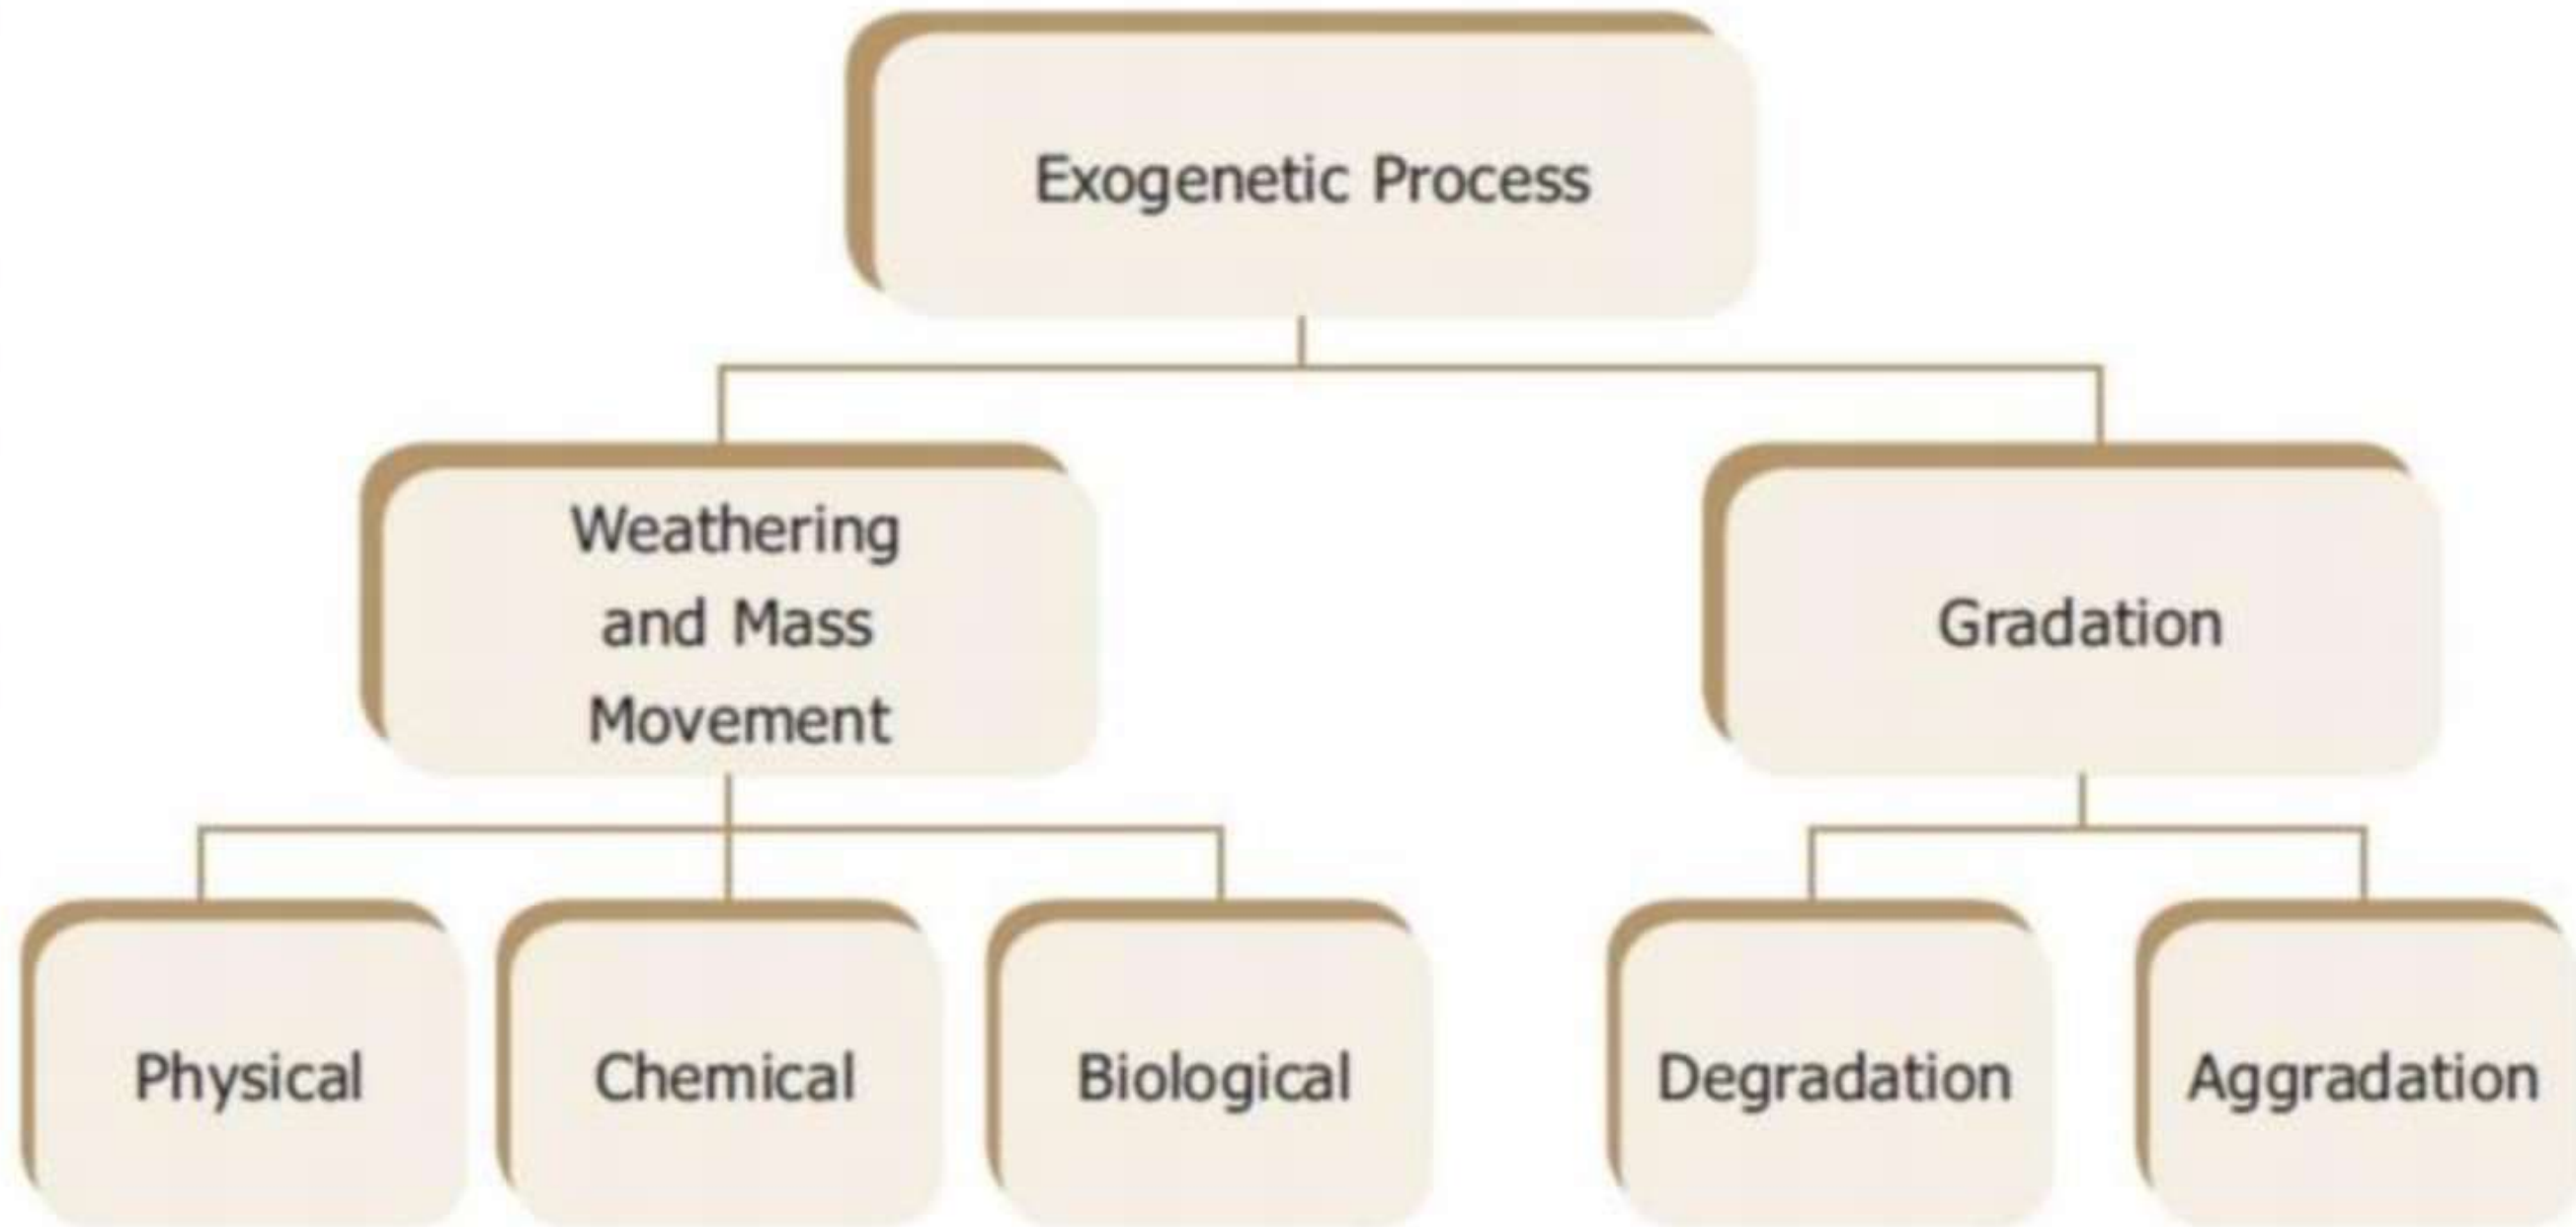 Exogenetic Process
Weathering
and Mass
Movement
Gradation
Physical
Chemical
Biological
Degradation
Aggradation